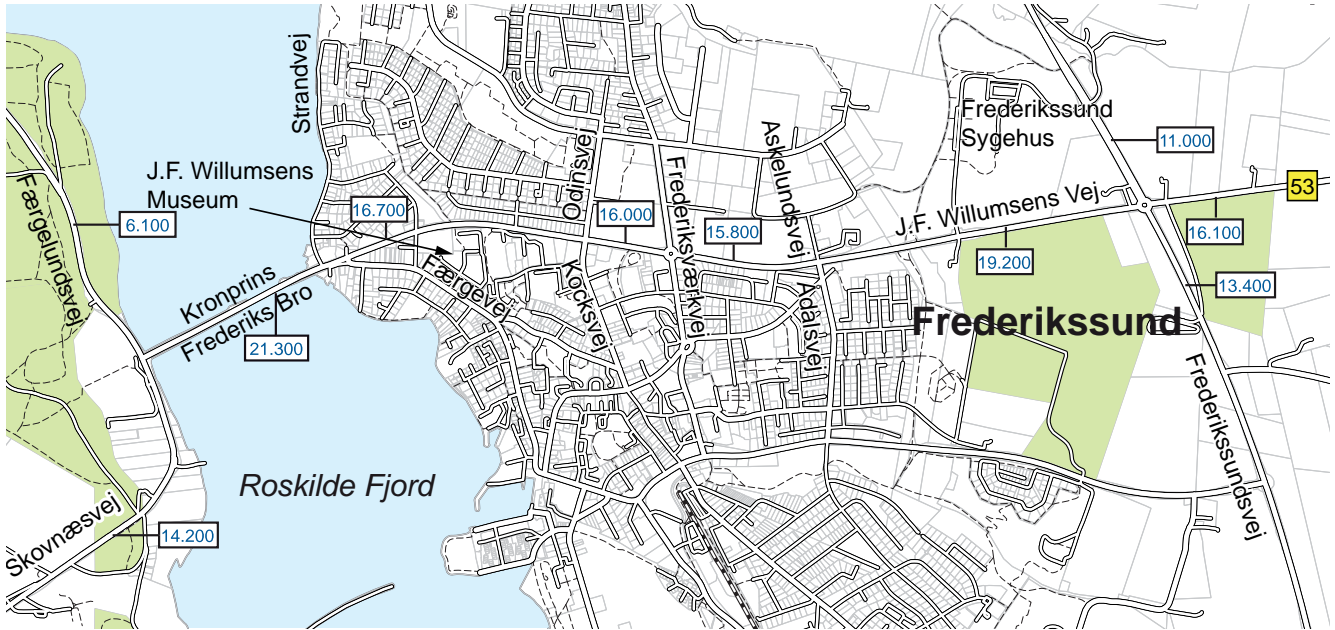 Strandvej
Frederikssund
Sygehus
11.000
J.F. Willumsens
Museum
Odinsvej
Askelundsvej
Frederiksværkvej
53
Færgelundsvej
6.100
16.700
16.000
15.800
J.F. Willumsens Vej
19.200
16.100
13.400
Kronprins
Frederiks Bro
21.300
Færgevej
Kocksvej
Ådalsvej
Frederikssund
Frederikssundsvej
Roskilde Fjord
Skovnæsvej
14.200